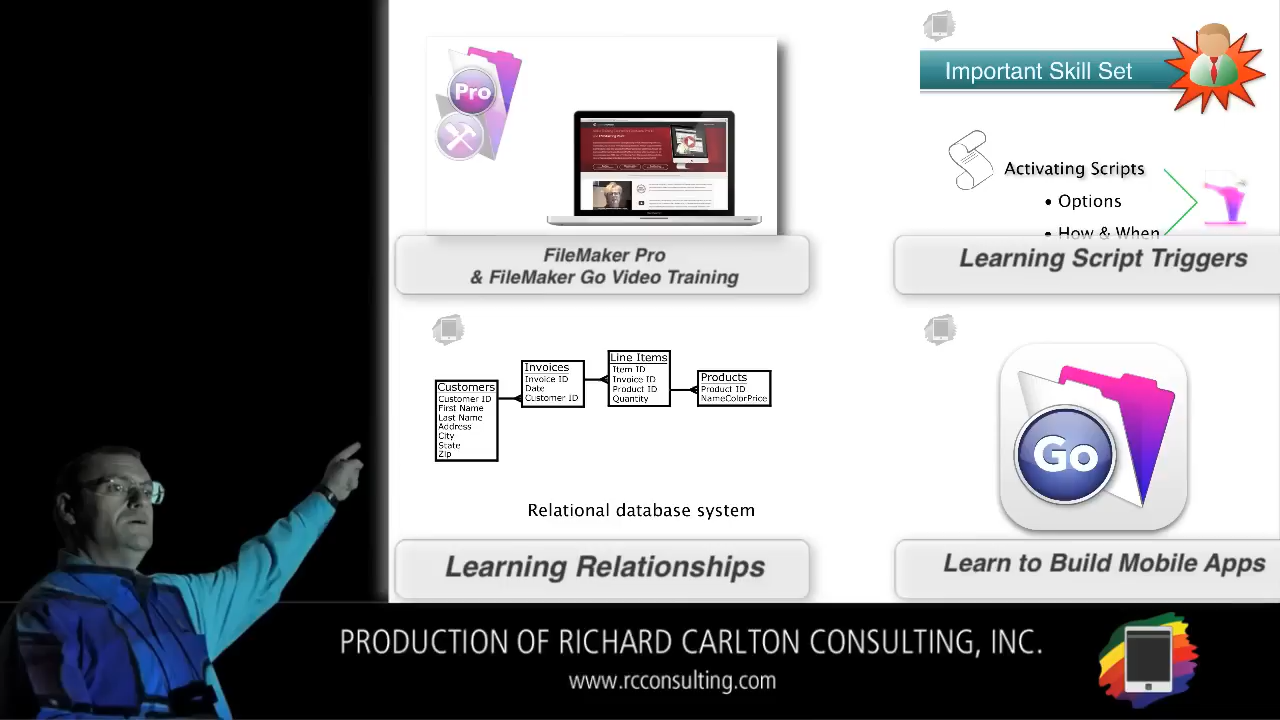 Pro
FileMaker Pro
& FileMaker Go Video Training
Important Skill Set
Activating Scripts
• Options
• How & When
Learning Script Triggers
Customers
Customer ID
First Name
Last Name
Address
City
State
Zip
Invoices
Invoice ID
Date
Customer ID
Line Items
Item ID
Invoice ID
Product ID
Quantity
Products
Product ID
NameColorPrice
Relational database system
Learning Relationships
Go
Learn to Build Mobile Apps
PRODUCTION OF RICHARD CARLTON CONSULTING, INC.
www.rcconsulting.com